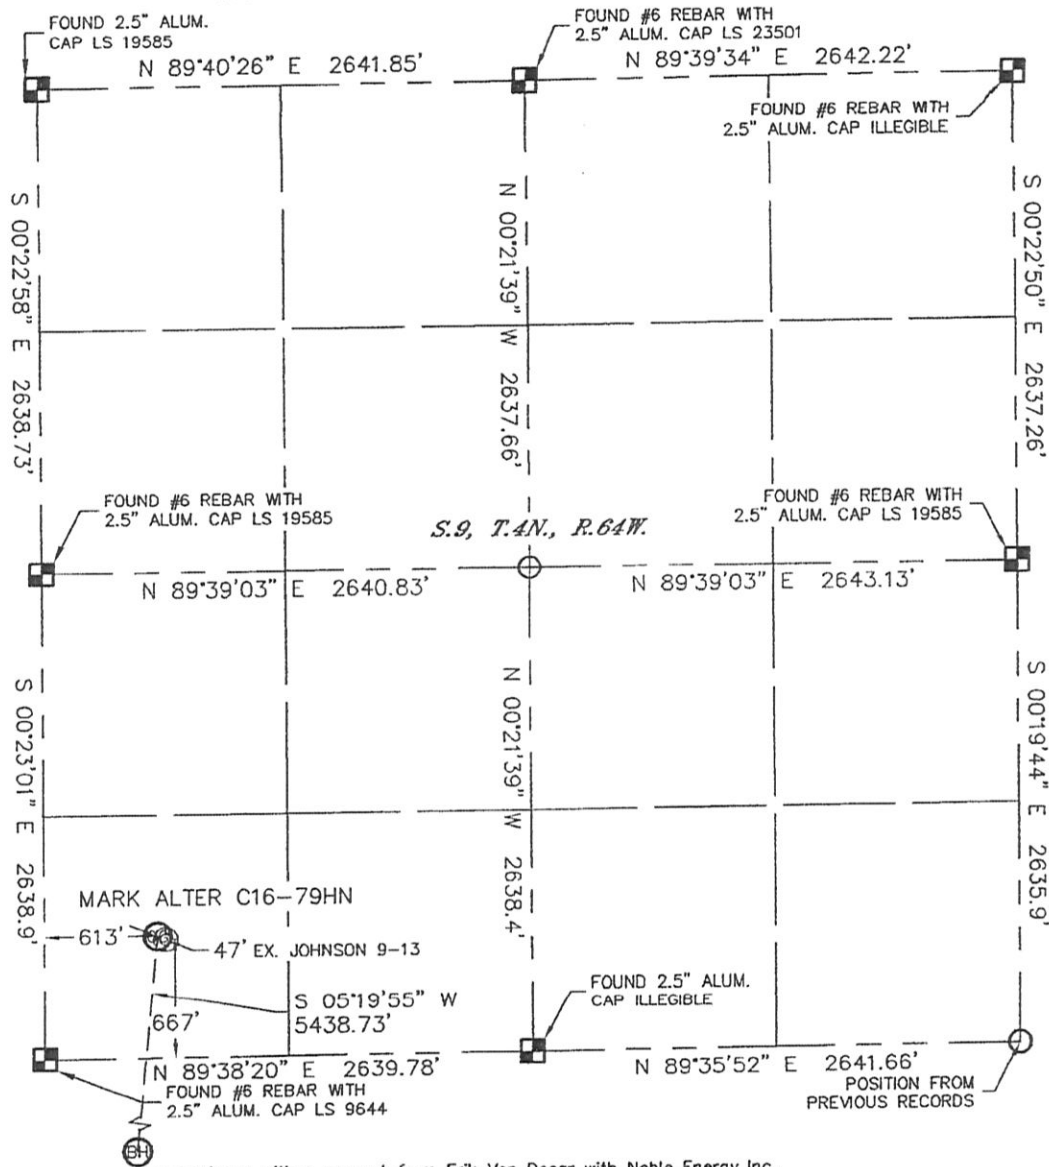 FOUND 2.5" ALUM.
CAP LS 19585
FOUND #6 REBAR WITH
2.5" ALUM. CAP LS 23501
N 89°40'26" E 2641.85'
N 89°39'34" E 2642.22'
FOUND #6 REBAR WITH
2.5" ALUM. CAP ILLEGIBLE
S 00°22'58" E 2638.73'
N 00°21'39" W 2637.66'
S 00°22'50" E 2637.26'
FOUND #6 REBAR WITH
2.5" ALUM. CAP LS 19585
FOUND #6 REBAR WITH
2.5" ALUM. CAP LS 19585
S.9, T.4N., R.64W.
N 89°39'03" E 2640.83'
N 89°39'03" E 2643.13'
S 00°23'01" E 2638.9'
N 00°21'39" W 2638.4'
S 00°19'44" E 2635.9'
MARK ALTER C16-79HN
613'
47' EX. JOHNSON 9-13
S 05°19'55" W
5438.73'
667'
FOUND 2.5" ALUM.
CAP ILLEGIBLE
N 89°38'20" E 2639.78'
N 89°35'52" E 2641.66'
FOUND #6 REBAR WITH
2.5" ALUM. CAP LS 9644
POSITION FROM
PREVIOUS RECORDS
BH
from Erik Van Decar with Noble Energy Inc